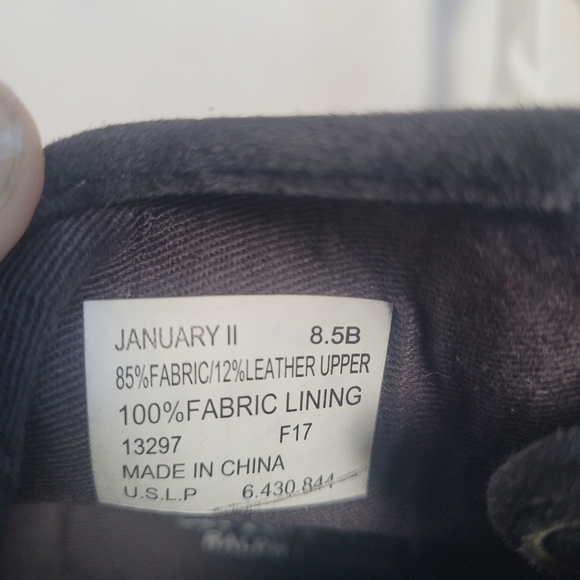 JANUARY II 8.5B
85%FABRIC/12%LEATHER UPPER
100%FABRIC LINING
13297 F17
MADE IN CHINA
U.S.L.P 6.430.844